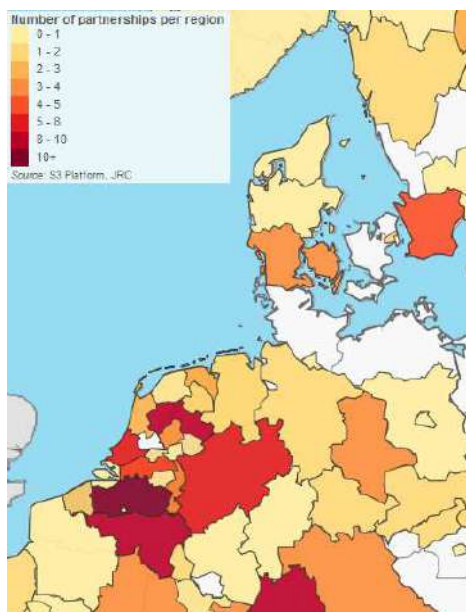 Number of partnerships per region
0 - 1
1 - 2
2 - 3
3 - 4
4 - 5
5 - 8
8 - 10
10+
Source: S3 Platform, JRC